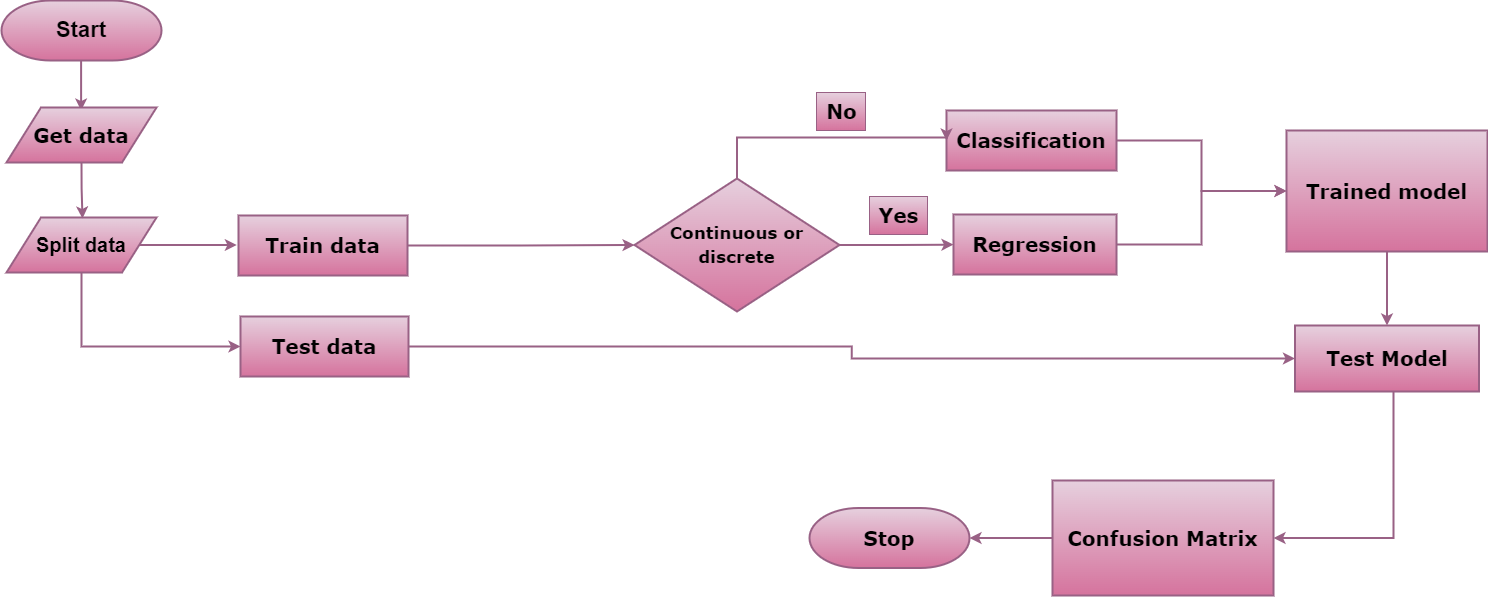 Start
Get data
Split data
Train data
Test data
Continuous or
discrete
No
Yes
Classification
Regression
Trained model
Test Model
Confusion Matrix
Stop